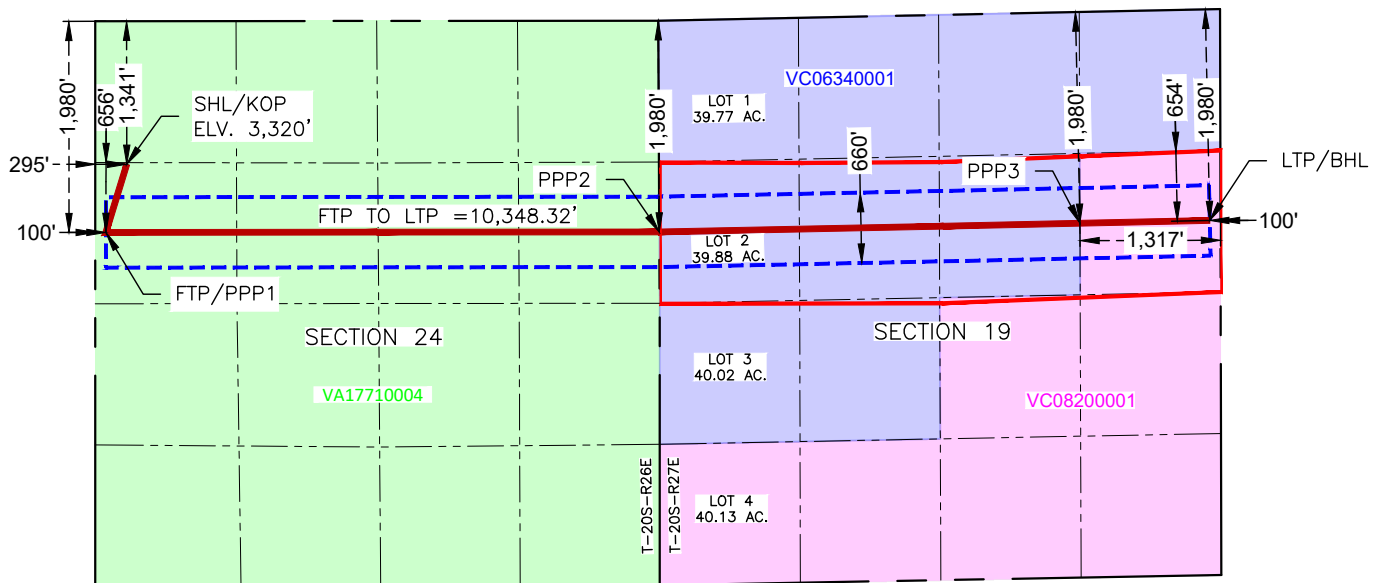 1,980'
656'
1,341'
SHL/KOP
ELV. 3,320'
295'
100'
FTP/PPP1
FTP TO LTP =10,348.32'
PPP2
1,980'
SECTION 24
VA17710004
T-20S-R26E
T-20S-R27E
VC06340001
LOT 1
39.77 AC.
660'
1,980'
654'
1,980'
PPP3
LTP/BHL
100'
1,317'
LOT 2
39.88 AC.
SECTION 19
LOT 3
40.02 AC.
VC08200001
LOT 4
40.13 AC.